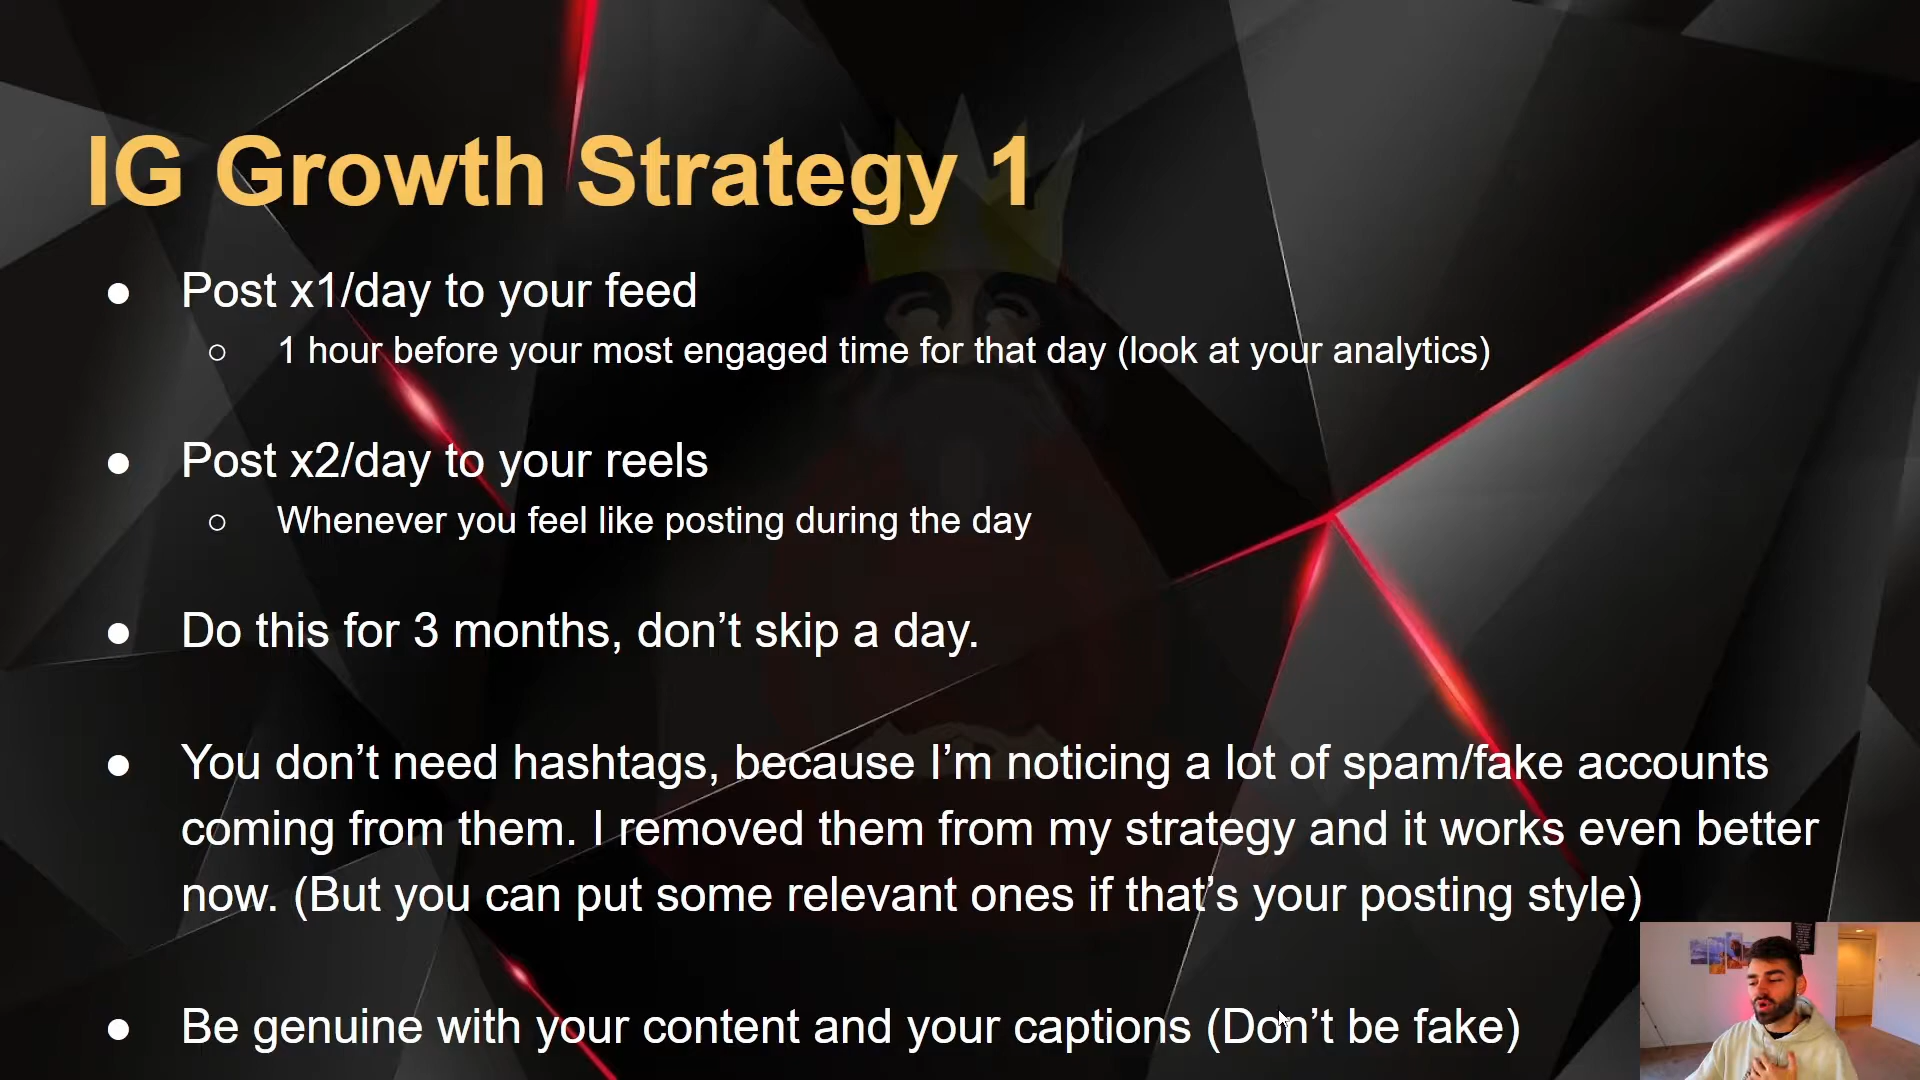 IG Growth Strategy 1
● Post x1/day to your feed
○ 1 hour before your most engaged time for that day (look at your analytics)
● Post x2/day to your reels
○ Whenever you feel like posting during the day
● Do this for 3 months, don’t skip a day.
● You don’t need hashtags, because I’m noticing a lot of spam/fake accounts
coming from them. I removed them from my strategy and it works even better
now. (But you can put some relevant ones if that’s your posting style)
● Be genuine with your content and your captions (Don’t be fake)